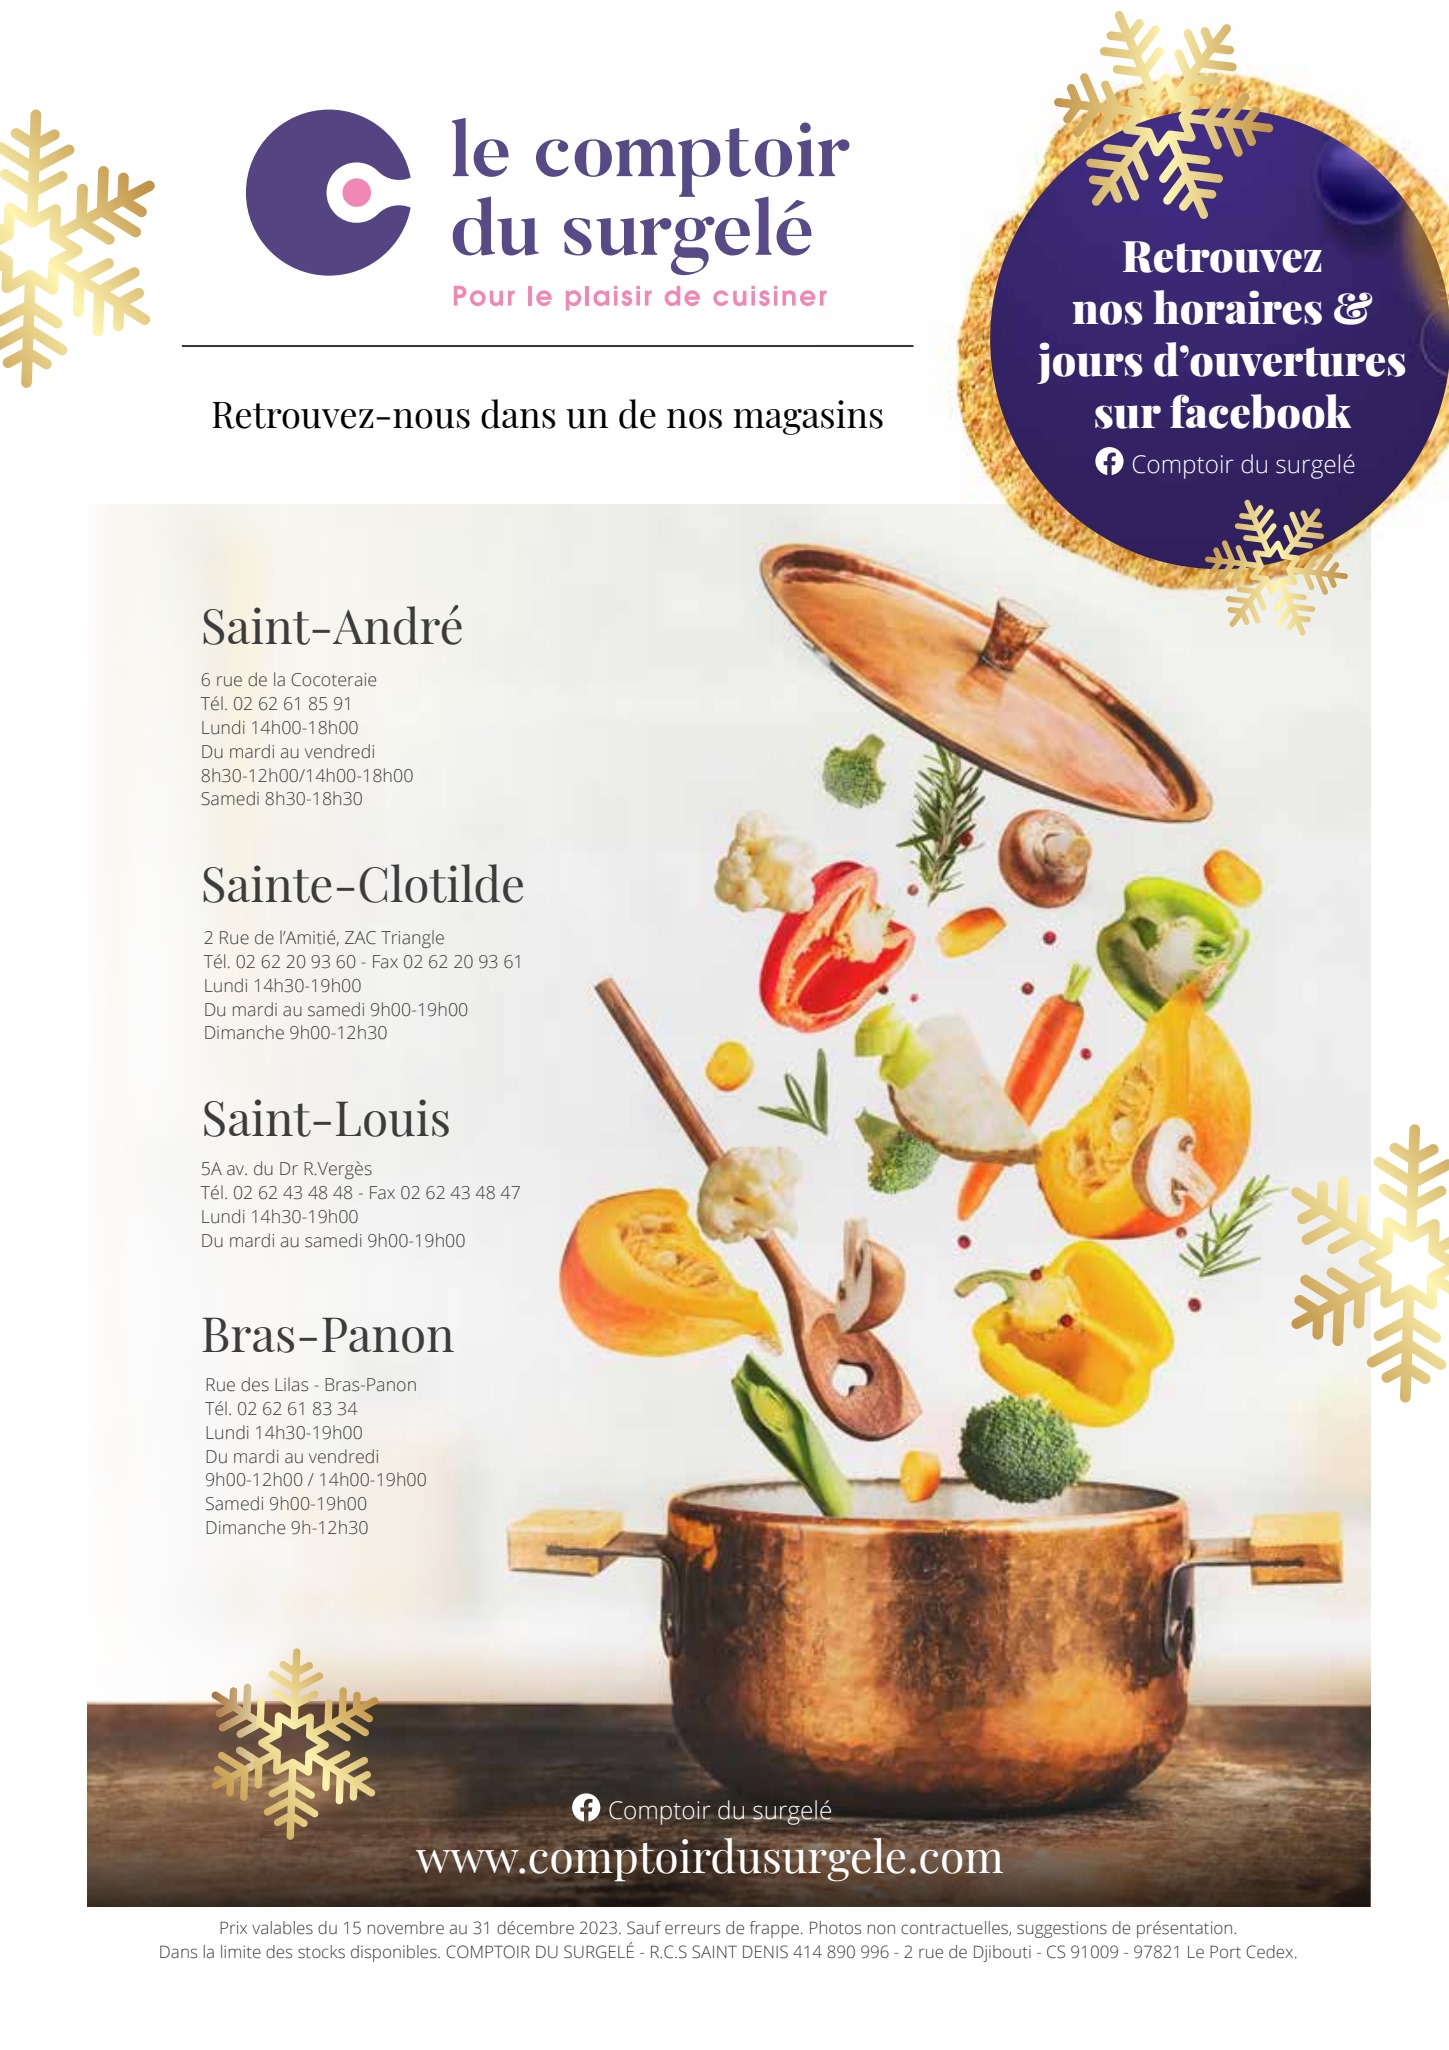 le comptoir
du surgelé
Pour le plaisir de cuisiner
Retrouvez
nos horaires &
jours d'ouvertures
sur facebook
Comptoir du surgelé
Retrouvez-nous dans un de nos magasins
Saint-André
6 rue de la Cocoteraie
Tél. 02 62 61 85 91
Lundi 14h00-18h00
Du mardi au vendredi
8h30-12h00/14h00-18h00
Samedi 8h30-18h30
Sainte-Clotilde
2 Rue de l'Amitié, ZAC Triangle
Tél. 02 62 20 93 60 - Fax 02 62 20 93 61
Lundi 14h30-19h00
Du mardi au samedi 9h00-19h00
Dimanche 9h00-12h30
Saint-Louis
5A av. du Dr R.Vergès
Tél. 02 62 43 48 48 - Fax 02 62 43 48 47
Lundi 14h30-19h00
Du mardi au samedi 9h00-19h00
Bras-Panon
Rue des Lilas - Bras-Panon
Tél. 02 62 61 83 34
Lundi 14h30-19h00
Du mardi au vendredi
9h00-12h00 / 14h00-19h00
Samedi 9h00-19h00
Dimanche 9h-12h30
Comptoir du surgelé
www.comptoirdusurgele.com
Prix valables du 15 novembre au 31 décembre 2023. Sauf erreurs de frappe. Photos non contractuelles, suggestions de présentation.
Dans la limite des stocks disponibles. COMPTOIR DU SURGELÉ - R.C.S SAINT DENIS 414 890 996 - 2 rue de Djibouti - CS 91009 - 97821 Le Port Cedex.